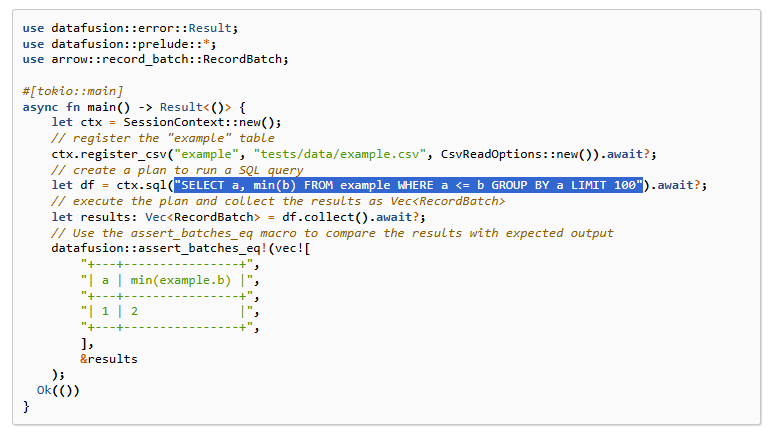 use datafusion::error::Result;
use datafusion::prelude::*;
use arrow::record_batch::RecordBatch;

#[tokio::main]
async fn main() -> Result<()> {
    let ctx = SessionContext::new();
    // register the "example" table
    ctx.register_csv("example", "tests/data/example.csv", CsvReadOptions::new()).await?;
    // create a plan to run a SQL query
    let df = ctx.sql("SELECT a, min(b) FROM example WHERE a <= b GROUP BY a LIMIT 100").await?;
    // execute the plan and collect the results as Vec<RecordBatch>
    let results: Vec<RecordBatch> = df.collect().await?;
    // Use the assert_batches_eq macro to compare the results with expected output
    datafusion::assert_batches_eq!(vec![
        "+---+----------------+",
        "| a | min(example.b) |",
        "+---+----------------+",
        "| 1 | 2              |",
        "+---+----------------+",
        ],
        &results
    );
  Ok(())
}